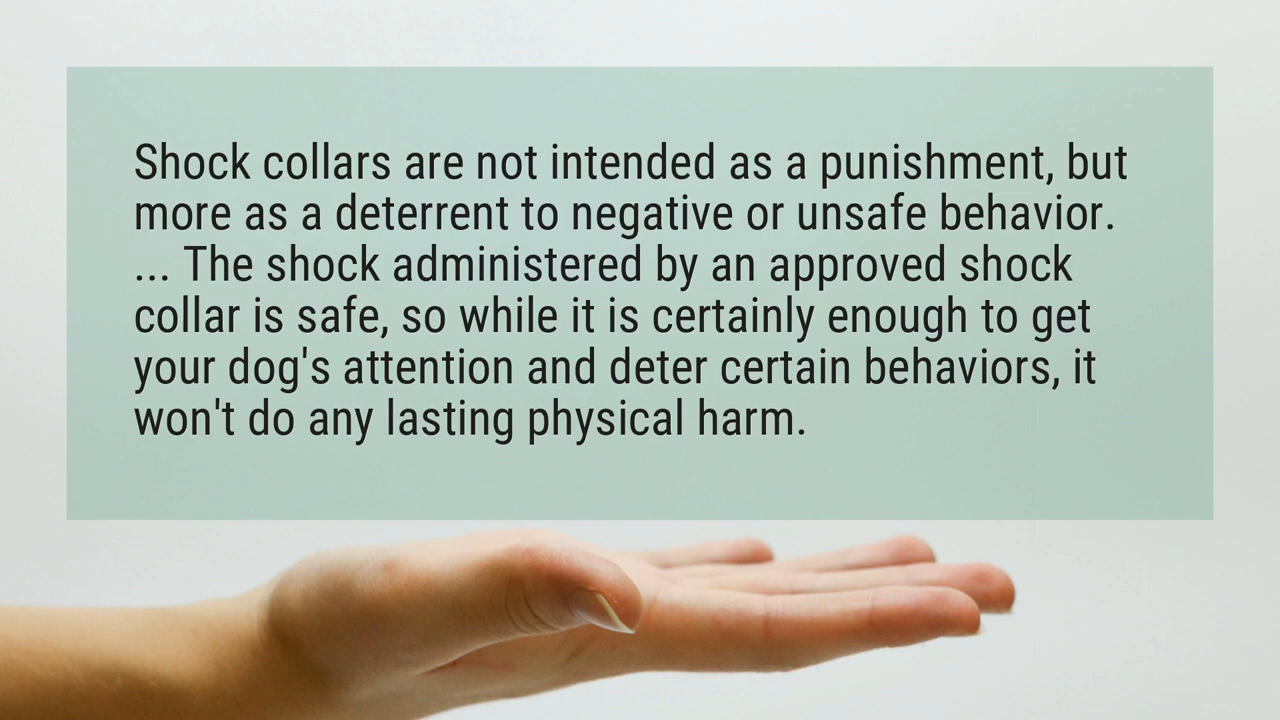 Shock collars are not intended as a punishment, but
more as a deterrent to negative or unsafe behavior.
... The shock administered by an approved shock
collar is safe, so while it is certainly enough to get
your dog's attention and deter certain behaviors, it
won't do any lasting physical harm.